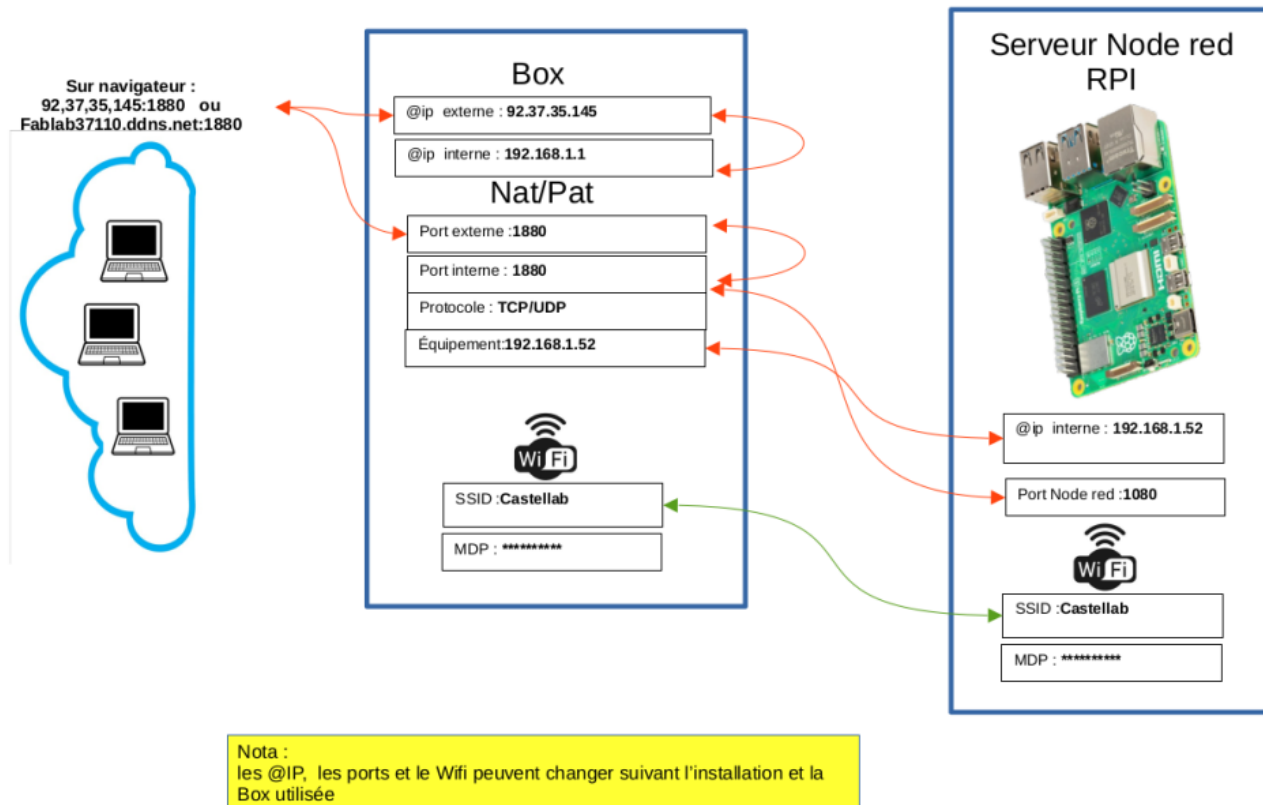 Sur navigateur :
92,37,35,145:1880 ou
Fablab37110.ddns.net:1880
Box
@ip externe : 92.37.35.145
@ip interne : 192.168.1.1
Nat/Pat
Port externe :1880
Port interne : 1880
Protocole : TCP/UDP
Équipement:192.168.1.52
WiFi
SSID :Castellab
MDP : **********
Serveur Node red
RPI
@ip interne : 192.168.1.52
Port Node red :1080
WiFi
SSID :Castellab
MDP : **********
Nota :
les @IP, les ports et le Wifi peuvent changer suivant l'installation et la
Box utilisée